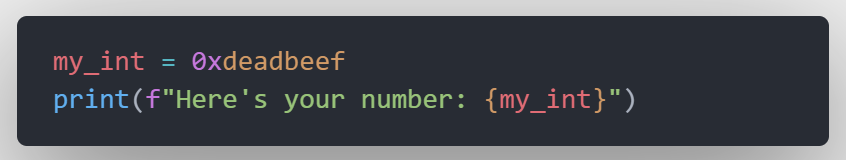 my_int = 0xdeadbeef
print(f"Here's your number: {my_int}")